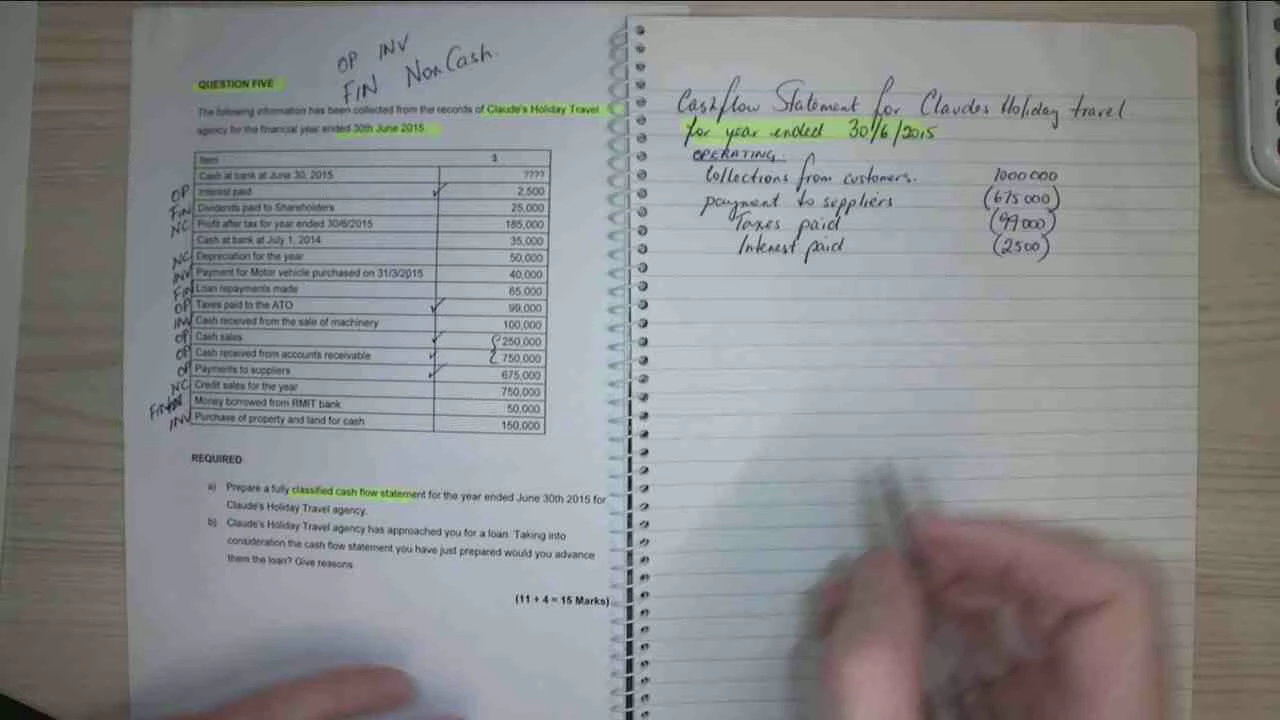 OP INV
FIN Non Cash.
QUESTION FIVE
The following information has been collected from the records of Claude's Holiday Travel
agency for the financial year ended 30th June 2015
Item $
Cash at bank at June 30, 2015 ????
OP Interest paid 2,500
FIN Dividends paid to Shareholders 25,000
NC Profit after tax for year ended 30/6/2015 185,000
Cash at bank at July 1, 2014 35,000
NC Depreciation for the year 50,000
INV Payment for Motor vehicle purchased on 31/3/2015 40,000
FIN Loan repayments made 65,000
OP Taxes paid to the ATO 99,000
INV Cash received from the sale of machinery 100,000
OP Cash sales 250,000
OP Cash received from accounts receivable 750,000
OP Payments to suppliers 675,000
NC Credit sales for the year 750,000
FIN Money borrowed from RMIT bank 50,000
INV Purchase of property and land for cash 150,000
REQUIRED
a) Prepare a fully classified cash flow statement for the year ended June 30th 2015 for
Claude's Holiday Travel agency.
b) Claude's Holiday Travel agency has approached you for a loan. Taking into
consideration the cash flow statement you have just prepared would you advance
them the loan? Give reasons
(11 + 4 = 15 Marks)
Cashflow Statement for Claudes Holiday travel
for year ended 30/6/2015
OPERATING.
Collections from customers. 1000000
payment to suppliers (675000)
Taxes paid (99000)
Interest paid (2500)